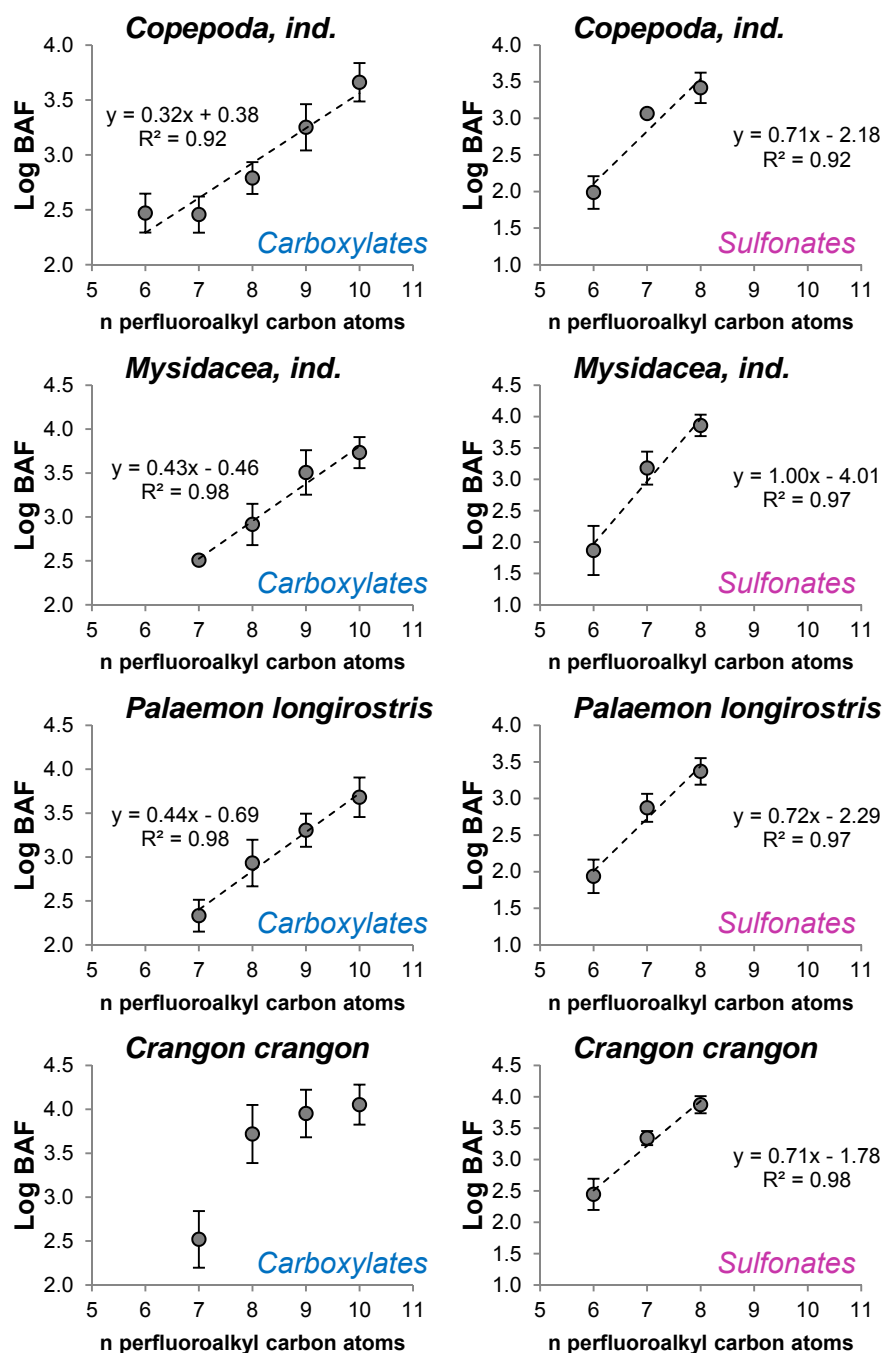 Copepoda, ind.
Log BAF
4.0
3.5
3.0
2.5
2.0
y = 0.32x + 0.38
R² = 0.92
Carboxylates
5 6 7 8 9 10 11
n perfluoroalkyl carbon atoms
Copepoda, ind.
Log BAF
4.0
3.5
3.0
2.5
2.0
1.5
1.0
y = 0.71x - 2.18
R² = 0.92
Sulfonates
5 6 7 8 9 10 11
n perfluoroalkyl carbon atoms
Mysidacea, ind.
Log BAF
4.5
4.0
3.5
3.0
2.5
2.0
y = 0.43x - 0.46
R² = 0.98
Carboxylates
5 6 7 8 9 10 11
n perfluoroalkyl carbon atoms
Mysidacea, ind.
Log BAF
4.5
4.0
3.5
3.0
2.5
2.0
1.5
1.0
y = 1.00x - 4.01
R² = 0.97
Sulfonates
5 6 7 8 9 10 11
n perfluoroalkyl carbon atoms
Palaemon longirostris
Log BAF
4.5
4.0
3.5
3.0
2.5
2.0
y = 0.44x - 0.69
R² = 0.98
Carboxylates
5 6 7 8 9 10 11
n perfluoroalkyl carbon atoms
Palaemon longirostris
Log BAF
4.0
3.5
3.0
2.5
2.0
1.5
1.0
y = 0.72x - 2.29
R² = 0.97
Sulfonates
5 6 7 8 9 10 11
n perfluoroalkyl carbon atoms
Crangon crangon
Log BAF
4.5
4.0
3.5
3.0
2.5
2.0
Carboxylates
5 6 7 8 9 10 11
n perfluoroalkyl carbon atoms
Crangon crangon
Log BAF
4.5
4.0
3.5
3.0
2.5
2.0
1.5
1.0
y = 0.71x - 1.78
R² = 0.98
Sulfonates
5 6 7 8 9 10 11
n perfluoroalkyl carbon atoms